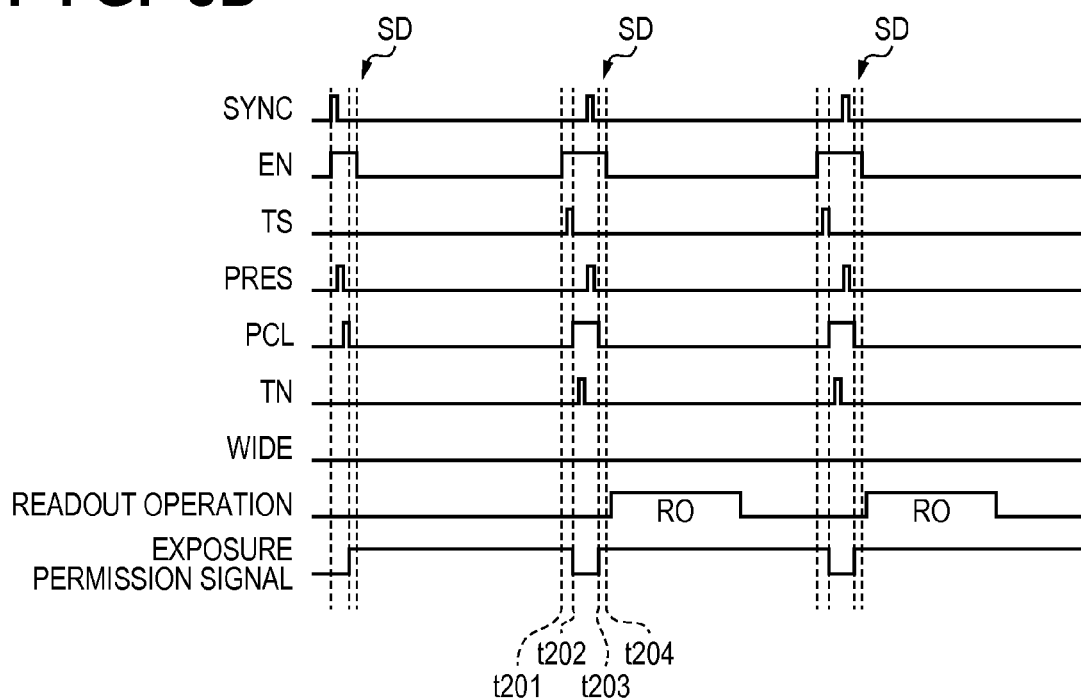 SD SD SD
SYNC
EN
TS
PRES
PCL
TN
WIDE
READOUT OPERATION
RO RO
EXPOSURE
PERMISSION SIGNAL
t202 t204
t201 t203